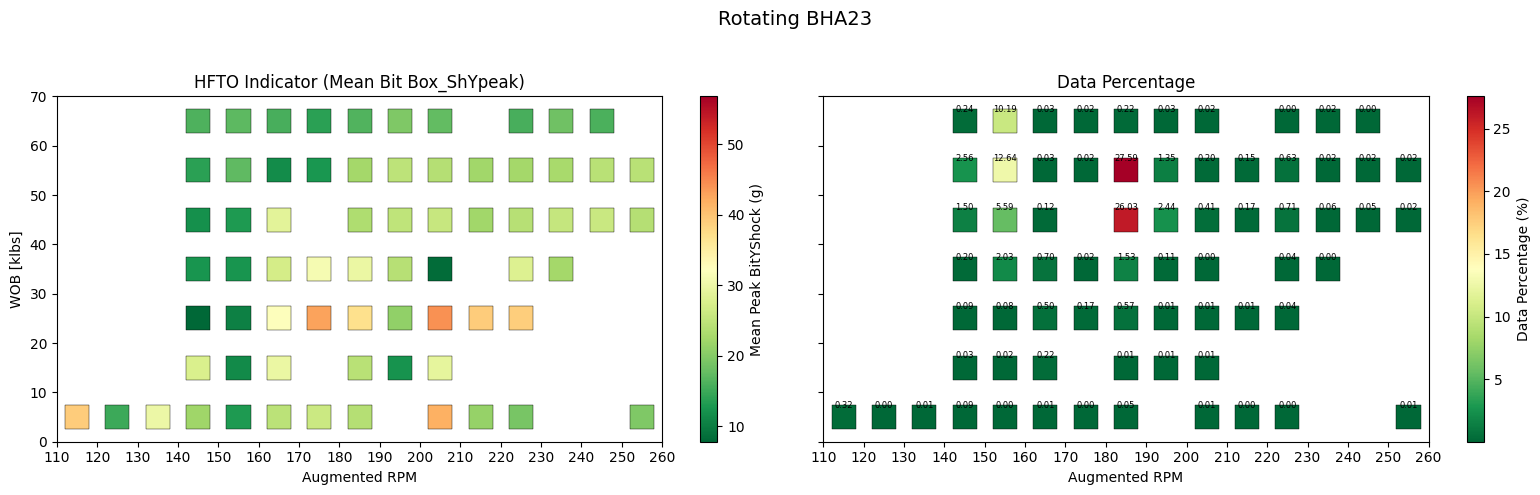 Rotating BHA23
HFTO Indicator (Mean Bit Box_ShYpeak)
70
60
50
40
30
20
10
0
WOB [klbs]
110 120 130 140 150 160 170 180 190 200 210 220 230 240 250 260
Augmented RPM
50
40
30
20
10
Mean Peak BitYShock (g)
Data Percentage
0.24 10.19 0.03 0.02 0.22 0.03 0.02 0.00 0.02 0.00
2.56 12.64 0.03 0.02 27.59 1.35 0.20 0.15 0.63 0.02 0.02 0.02
1.50 5.59 0.12 26.03 2.44 0.41 0.17 0.71 0.06 0.05 0.02
0.20 2.03 0.70 0.02 1.53 0.11 0.00 0.04 0.00
0.09 0.08 0.50 0.17 0.57 0.01 0.01 0.01 0.04
0.03 0.02 0.22 0.01 0.01 0.01
0.32 0.00 0.01 0.09 0.00 0.01 0.00 0.05 0.01 0.00 0.00 0.01
110 120 130 140 150 160 170 180 190 200 210 220 230 240 250 260
Augmented RPM
25
20
15
10
5
Data Percentage (%)